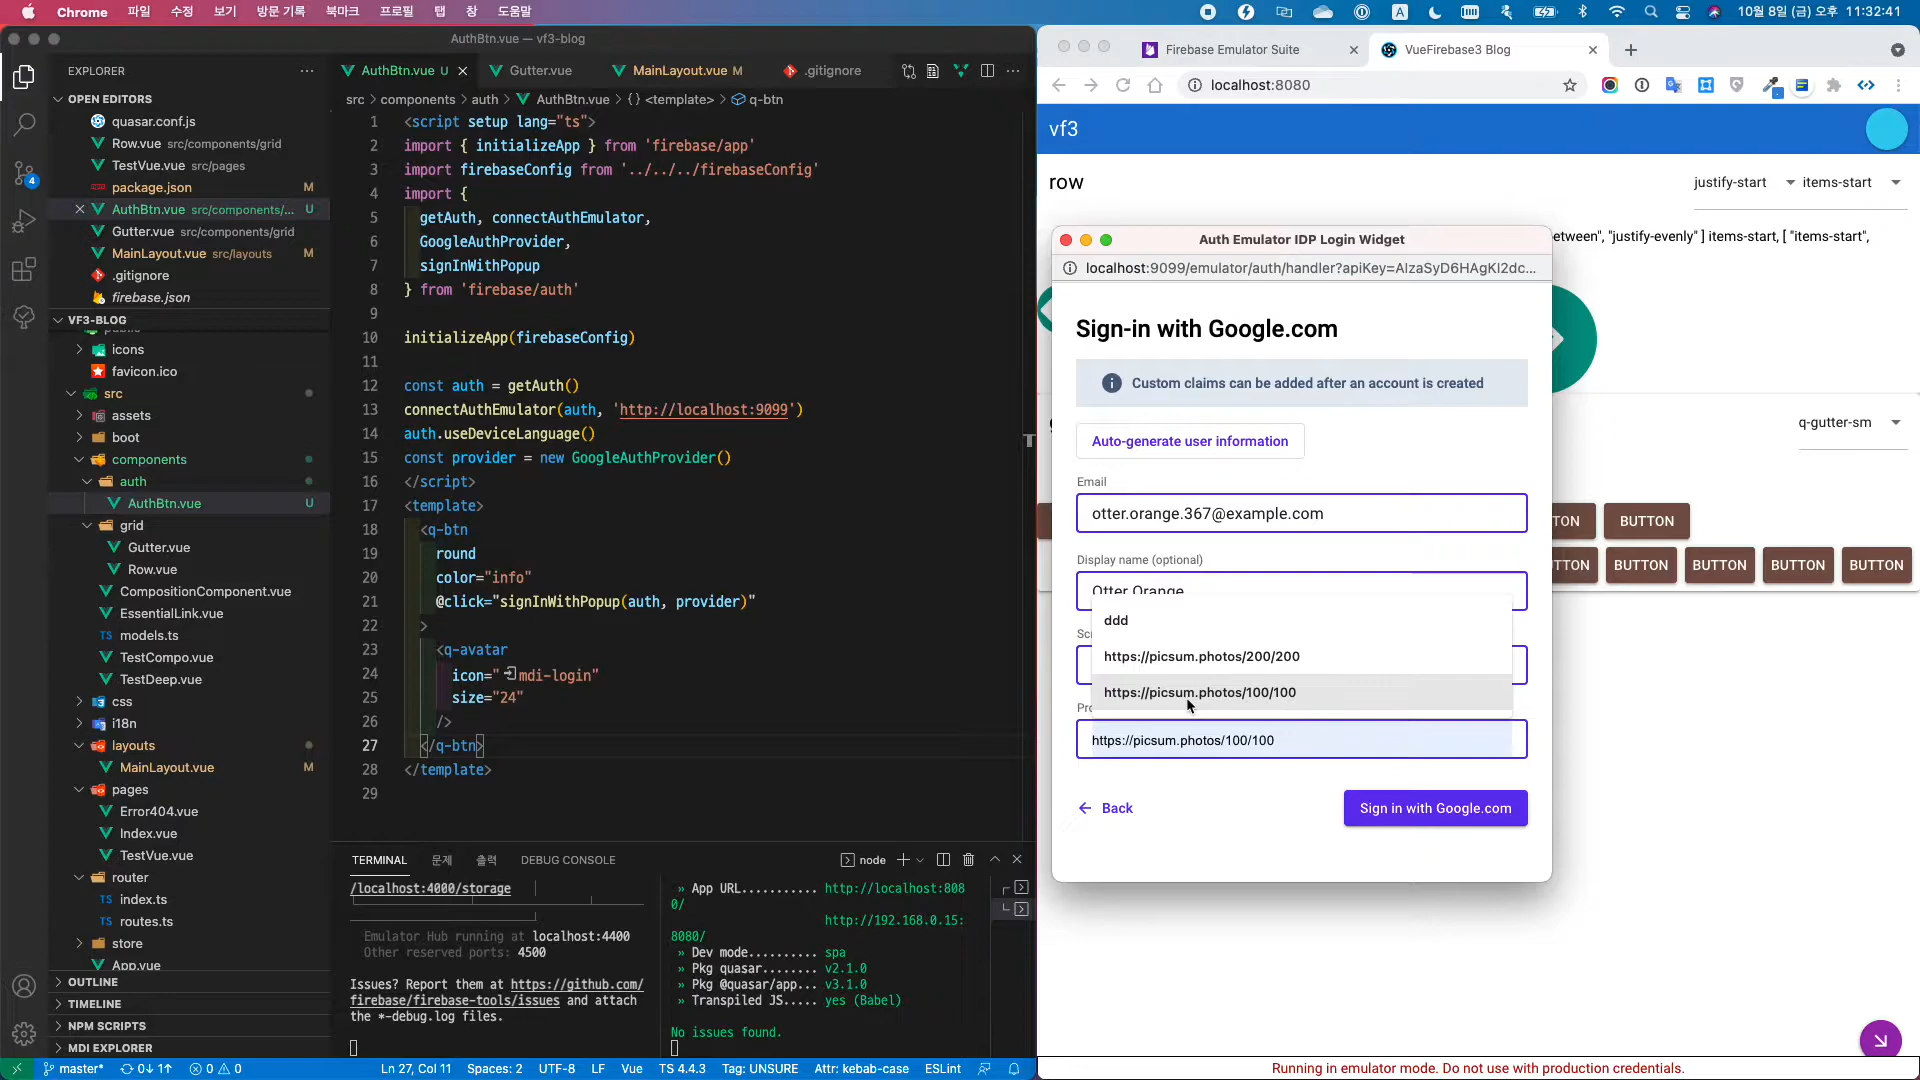 Chrome 파일 수정 보기 방문 기록 북마크 프로필 탭 창 도움말
10월 8일 (금) 오후 11:32:41
AuthBtn.vue — vf3-blog
EXPLORER
OPEN EDITORS
quasar.conf.js
Row.vue src/components/grid
TestVue.vue src/pages
package.json M
AuthBtn.vue src/components/... U
Gutter.vue src/components/grid
MainLayout.vue src/layouts M
.gitignore
firebase.json
VF3-BLOG
public
icons
favicon.ico
src
assets
boot
components
auth
AuthBtn.vue U
grid
Gutter.vue
Row.vue
CompositionComponent.vue
EssentialLink.vue
TS models.ts
TestCompo.vue
TestDeep.vue
css
i18n
layouts
MainLayout.vue M
pages
Error404.vue
Index.vue
TestVue.vue
router
TS index.ts
TS routes.ts
store
App.vue
OUTLINE
TIMELINE
NPM SCRIPTS
MDI EXPLORER
4
AuthBtn.vue U
Gutter.vue
MainLayout.vue M
.gitignore
src > components > auth > AuthBtn.vue > {} <template> > q-btn
1 <script setup lang="ts">
2 import { initializeApp } from 'firebase/app'
3 import firebaseConfig from '../../../firebaseConfig'
4 import {
5 getAuth, connectAuthEmulator,
6 GoogleAuthProvider,
7 signInWithPopup
8 } from 'firebase/auth'
9
10 initializeApp(firebaseConfig)
11
12 const auth = getAuth()
13 connectAuthEmulator(auth, 'http://localhost:9099')
14 auth.useDeviceLanguage()
15 const provider = new GoogleAuthProvider()
16 </script>
17 <template>
18 <q-btn
19 round
20 color="info"
21 @click="signInWithPopup(auth, provider)"
22 >
23 <q-avatar
24 icon="mdi-login"
25 size="24"
26 />
27 </q-btn>
28 </template>
29
TERMINAL 문제 출력 DEBUG CONSOLE
node
/localhost:4000/storage
Emulator Hub running at localhost:4400
Other reserved ports: 4500
Issues? Report them at https://github.com/
firebase/firebase-tools/issues and attach
the *-debug.log files.
» App URL........... http://localhost:808
0/
http://192.168.0.15:
8080/
» Dev mode.......... spa
» Pkg quasar........ v2.1.0
» Pkg @quasar/app... v3.1.0
» Transpiled JS..... yes (Babel)
No issues found.
master* 0↓ 1↑ 0 0
Ln 27, Col 11 Spaces: 2 UTF-8 LF Vue TS 4.4.3 Tag: UNSURE Attr: kebab-case ESLint
Firebase Emulator Suite
VueFirebase3 Blog
localhost:8080
vf3
row
justify-start
items-start
etween", "justify-evenly" ] items-start, [ "items-start",
q-gutter-sm
TON BUTTON
TTON BUTTON BUTTON BUTTON BUTTON
Auth Emulator IDP Login Widget
localhost:9099/emulator/auth/handler?apiKey=AIzaSyD6HAgKl2dc...
Sign-in with Google.com
Custom claims can be added after an account is created
Auto-generate user information
Email
otter.orange.367@example.com
Display name (optional)
Otter Orange
Sc
ddd
https://picsum.photos/200/200
https://picsum.photos/100/100
Pr
https://picsum.photos/100/100
Back
Sign in with Google.com
Running in emulator mode. Do not use with production credentials.